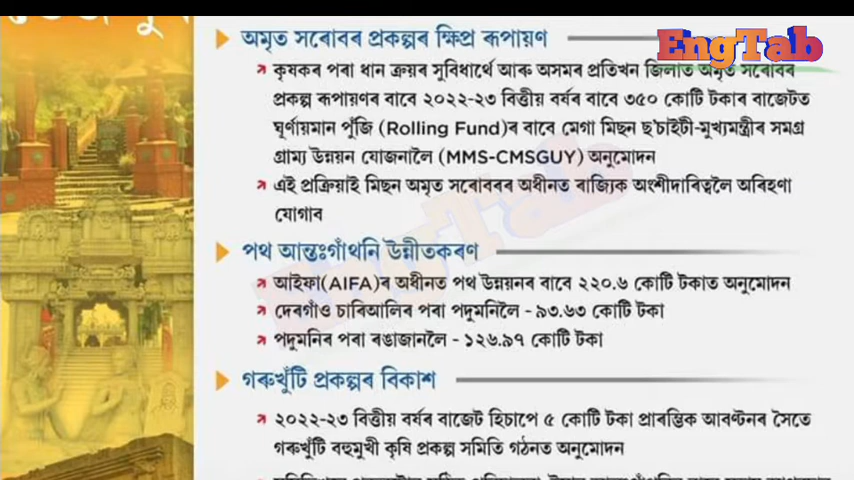 EngTab
অমৃত সৰোবৰ প্ৰকল্পৰ ক্ষিপ্ৰ ৰূপায়ণ
কৃষকৰ পৰা ধান ক্ৰয়ৰ সুবিধাৰ্থে আৰু অসমৰ প্ৰতিখন জিলাত অমৃত সৰোবৰ
প্ৰকল্প ৰূপায়ণৰ বাবে ২০২২-২৩ বিত্তীয় বৰ্ষৰ বাবে ৩৫০ কোটি টকাৰ বাজেটত
ঘূৰ্ণায়মান পুঁজি (Rolling Fund)ৰ বাবে মেগা মিছন ছ'চাইটী-মুখ্যমন্ত্ৰীৰ সমগ্ৰ
গ্ৰাম্য উন্নয়ন যোজনালৈ (MMS-CMSGUY) অনুমোদন
এই প্ৰক্ৰিয়াই মিছন অমৃত সৰোবৰৰ অধীনত ৰাজ্যিক অংশীদাৰিত্বলৈ অৰিহণা
যোগাব
পথ আন্তঃগাঁথনি উন্নীতকৰণ
আইফা(AIFA)ৰ অধীনত পথ উন্নয়নৰ বাবে ২২০.৬ কোটি টকাত অনুমোদন
দেৰগাঁও চাৰিআলিৰ পৰা পদুমনিলৈ - ৯৩.৬৩ কোটি টকা
পদুমনিৰ পৰা ৰঙাজানলৈ - ১২৬.৯৭ কোটি টকা
গৰুখুঁটি প্ৰকল্পৰ বিকাশ
২০২২-২৩ বিত্তীয় বৰ্ষৰ বাজেট হিচাপে ৫ কোটি টকা প্ৰাৰম্ভিক আবণ্টনৰ সৈতে
গৰুখুঁটি বহুমুখী কৃষি প্ৰকল্প সমিতি গঠনত অনুমোদন